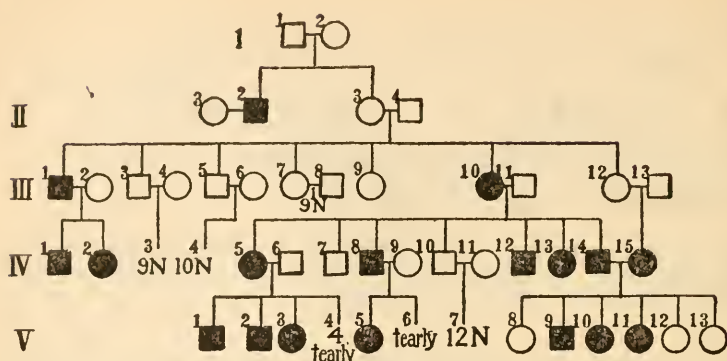 I 1 2
II 3 2 3 4
III 1 2 3 4 5 6 7 8 9 10 11 12 13
9N
IV 1 2 3 4 5 6 7 8 9 10 11 12 13 14 15
9N 10N
V 1 2 3 4 5 6 7 8 9 10 11 12 13
4 tearly 12N
tearly